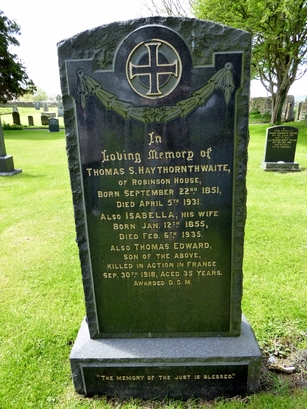 In
Loving Memory of
THOMAS S. HAYTHORNTHWAITE,
OF ROBINSON HOUSE,
BORN SEPTEMBER 22ND 1851,
DIED APRIL 5TH 1931.
ALSO ISABELLA, HIS WIFE
BORN JAN. 12TH 1855,
DIED FEB. 6TH 1935.
ALSO THOMAS EDWARD,
SON OF THE ABOVE,
KILLED IN ACTION IN FRANCE
SEP. 30TH 1918, AGED 35 YEARS.
AWARDED D.C.M.
"THE MEMORY OF THE JUST IS BLESSED."